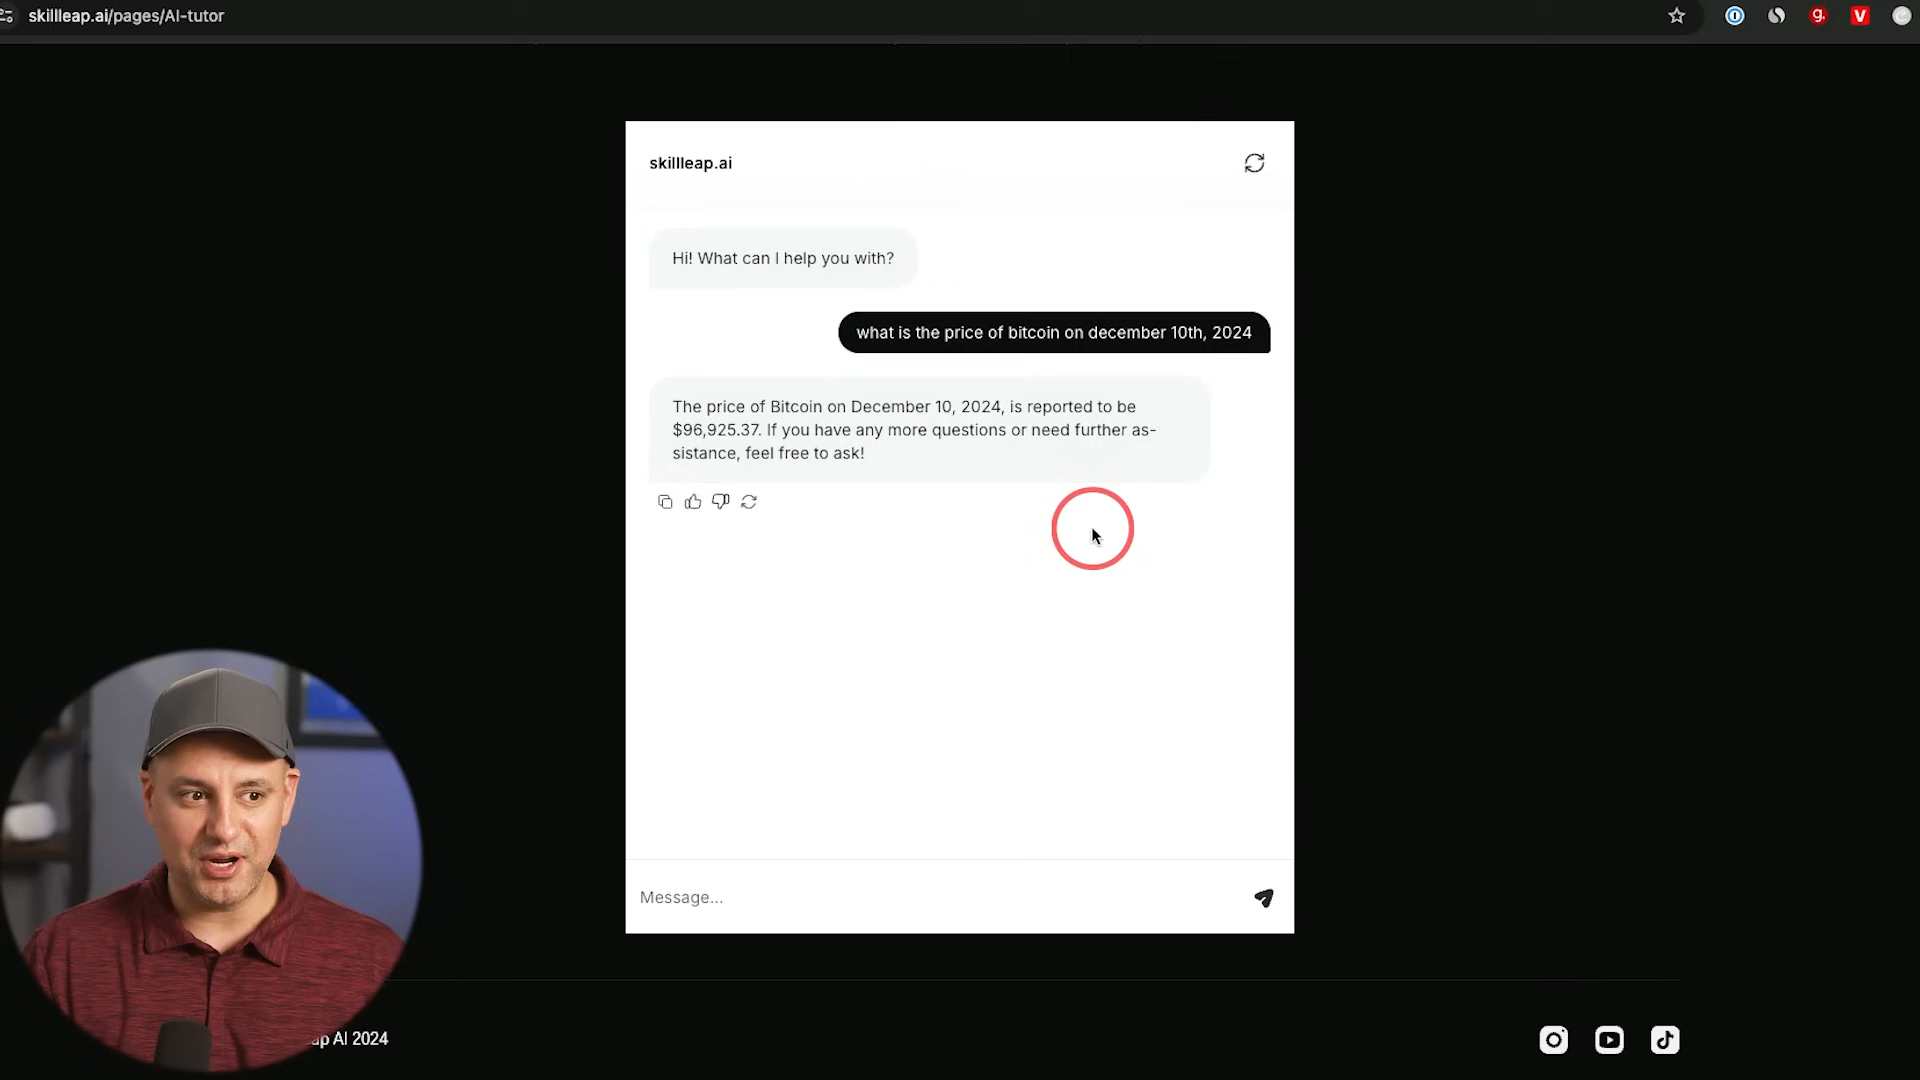 skillleap.ai/pages/AI-tutor
skillleap.ai
Hi! What can I help you with?
what is the price of bitcoin on december 10th, 2024
The price of Bitcoin on December 10, 2024, is reported to be
$96,925.37. If you have any more questions or need further as-
sistance, feel free to ask!
Message...
ap AI 2024